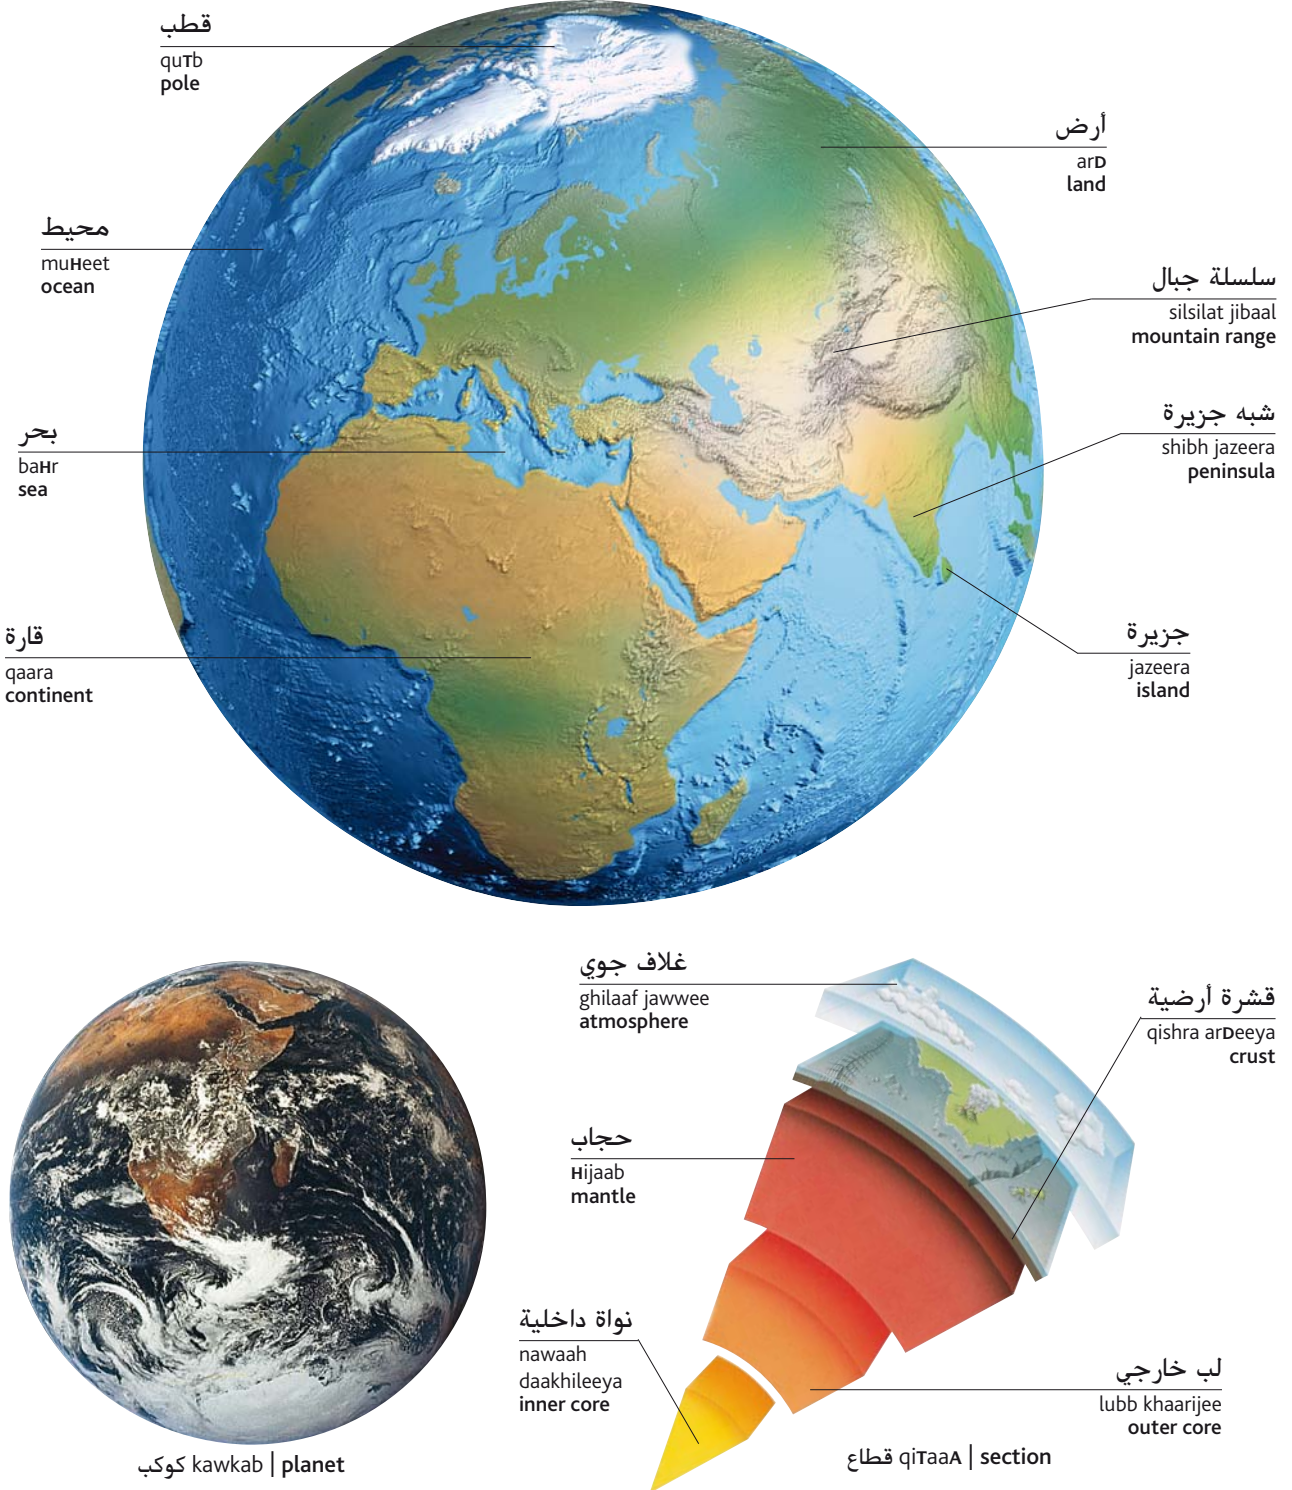 قطب
quTb
pole
أرض
arD
land
محيط
muHeet
ocean
سلسلة جبال
silsilat jibaal
mountain range
شبه جزيرة
shibh jazeera
peninsula
بحر
baHr
sea
جزيرة
jazeera
island
قارة
qaara
continent
غلاف جوي
ghilaaf jawwee
atmosphere
قشرة أرضية
qishra arDeeya
crust
حجاب
Hijaab
mantle
نواة داخلية
nawaah
daakhileeya
inner core
لب خارجي
lubb khaarijee
outer core
كوكب kawkab | planet
قطاع qiTaaA | section